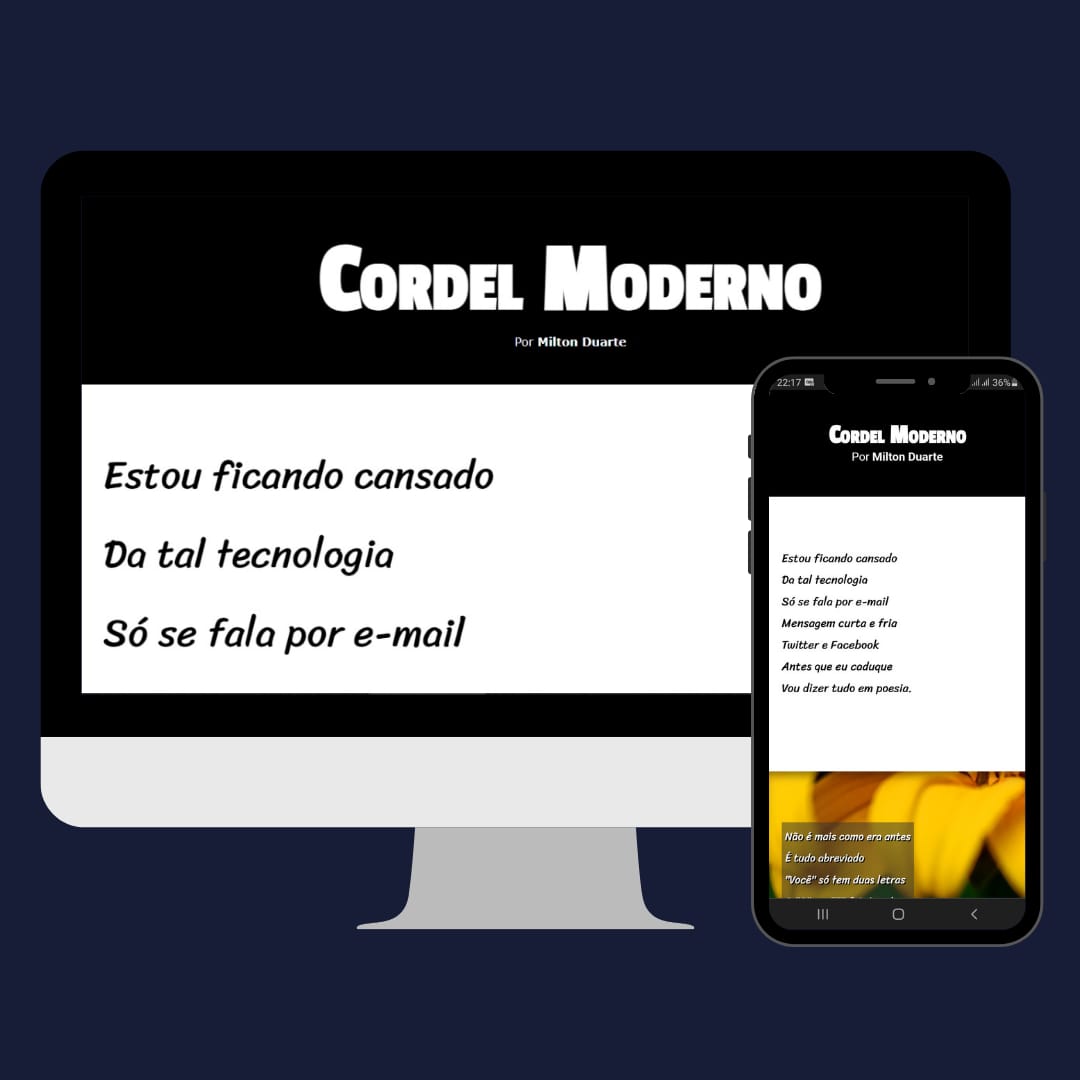 Cordel Moderno
Por Milton Duarte
Estou ficando cansado
Da tal tecnologia
Só se fala por e-mail
22:17
36%
Cordel Moderno
Por Milton Duarte
Estou ficando cansado
Da tal tecnologia
Só se fala por e-mail
Mensagem curta e fria
Twitter e Facebook
Antes que eu caduque
Vou dizer tudo em poesia.
Não é mais como era antes
É tudo abreviado
"Você" só tem duas letras